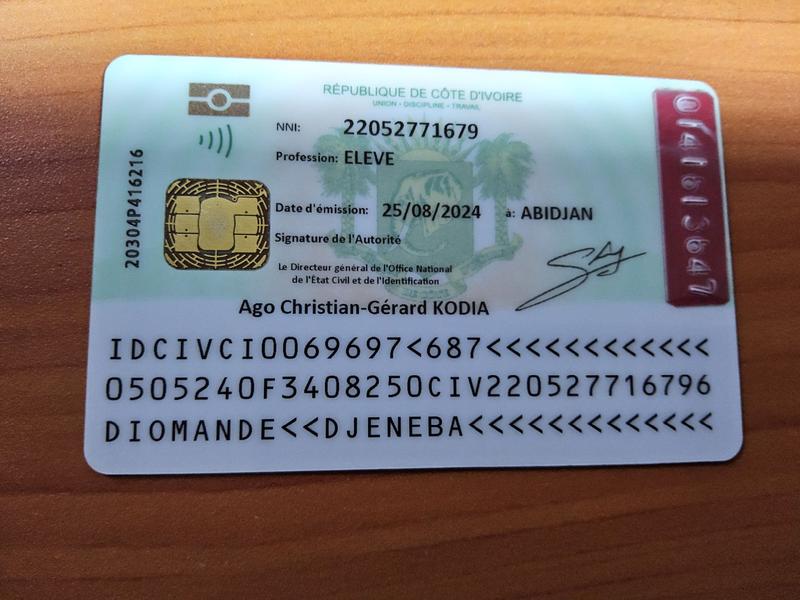 RÉPUBLIQUE DE CÔTE D'IVOIRE
UNION - DISCIPLINE - TRAVAIL
NNI: 22052771679
Profession: ELEVE
Date d'émission: 25/08/2024 à: ABIDJAN
Signature de l'Autorité
Le Directeur général de l'Office National
de l'État Civil et de l'Identification
Ago Christian-Gérard KODIA
20304P416216
IDCIVCI0069697<687<<<<<<<<<<<<
0505240F3408250CIV220527716796
DIOMANDE<<DJENEBA<<<<<<<<<<<<<